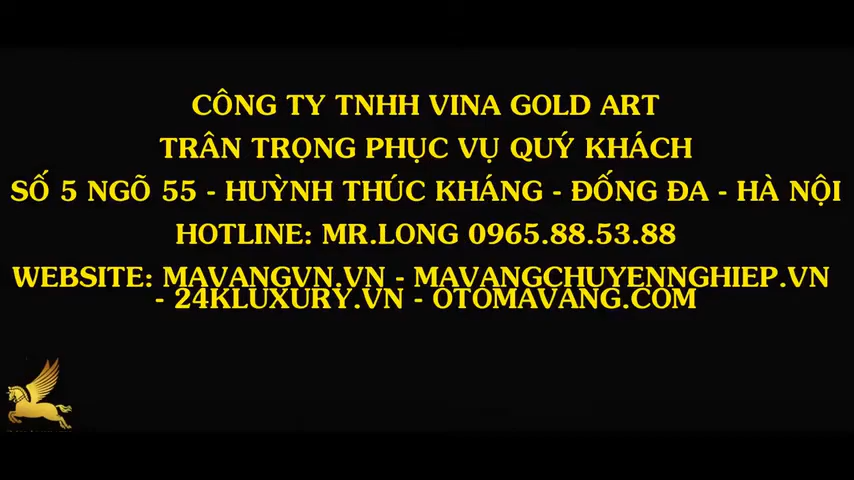 CÔNG TY TNHH VINA GOLD ART
TRÂN TRỌNG PHỤC VỤ QUÝ KHÁCH
SỐ 5 NGÕ 55 - HUỲNH THÚC KHÁNG - ĐỐNG ĐA - HÀ NỘI
HOTLINE: MR.LONG 0965.88.53.88
WEBSITE: MAVANGVN.VN - MAVANGCHUYENNGHIEP.VN
- 24KLUXURY.VN - OTOMAVANG.COM